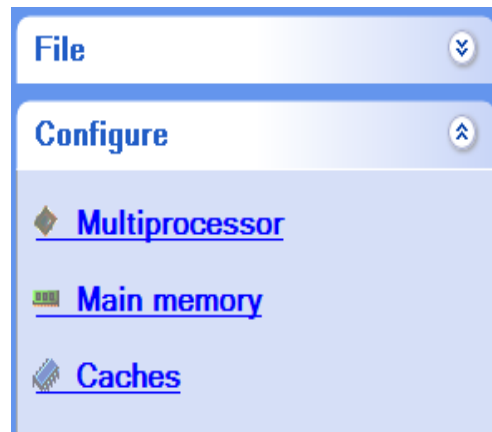 File
Configure
Multiprocessor
Main memory
Caches